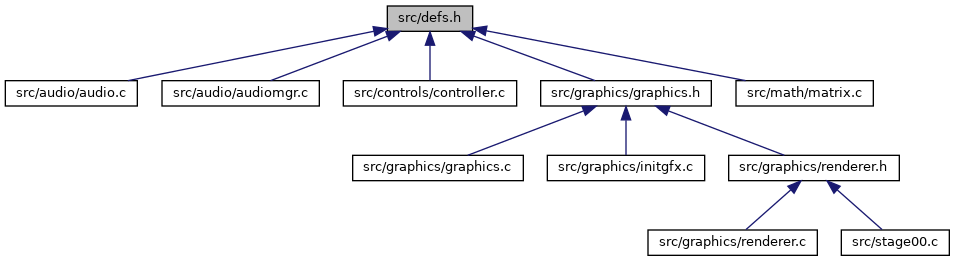 src/defs.h
src/audio/audio.c
src/audio/audiomgr.c
src/controls/controller.c
src/graphics/graphics.h
src/math/matrix.c
src/graphics/graphics.c
src/graphics/initgfx.c
src/graphics/renderer.h
src/graphics/renderer.c
src/stage00.c